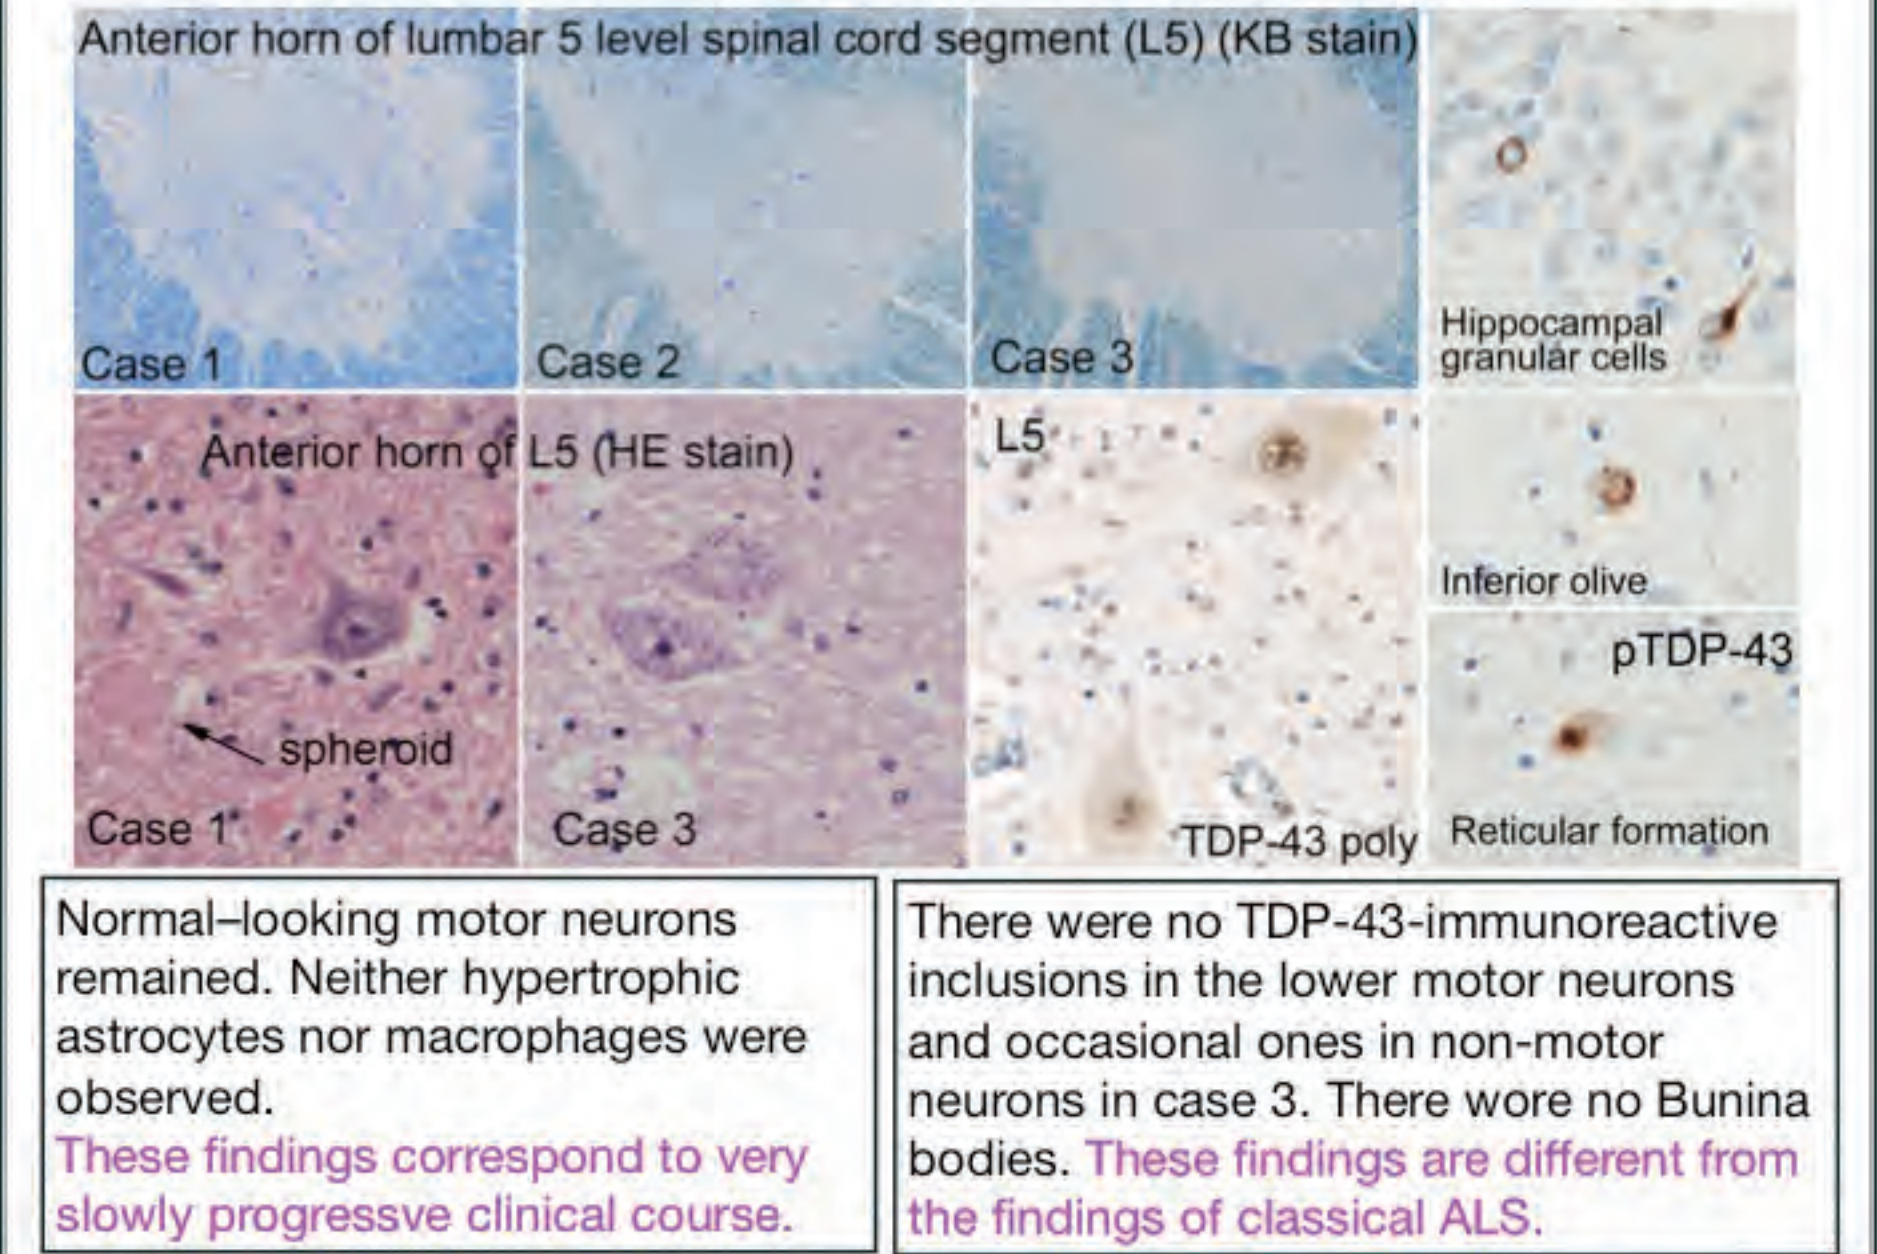 Anterior horn of lumbar 5 level spinal cord segment (L5) (KB stain)
Case 1
Case 2
Case 3
Hippocampal
granular cells
Anterior horn of L5 (HE stain)
spheroid
Case 1
Case 3
L5
TDP-43 poly
Inferior olive
pTDP-43
Reticular formation
Normal–looking motor neurons
remained. Neither hypertrophic
astrocytes nor macrophages were
observed.
These findings correspond to very
slowly progressve clinical course.
There were no TDP-43-immunoreactive
inclusions in the lower motor neurons
and occasional ones in non-motor
neurons in case 3. There wore no Bunina
bodies. These findings are different from
the findings of classical ALS.